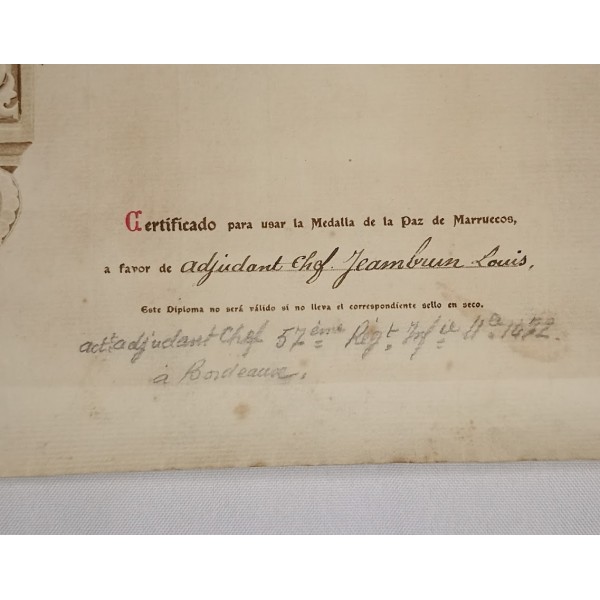 Certificado para usar la Medalla de la Paz de Marruecos,
a favor de adjudant Chef. Jeambrun Louis,
Este Diploma no será válido si no lleva el correspondiente sello en seco.
adjudant Chef 57ème Regt. Infie
à Bordeaux.